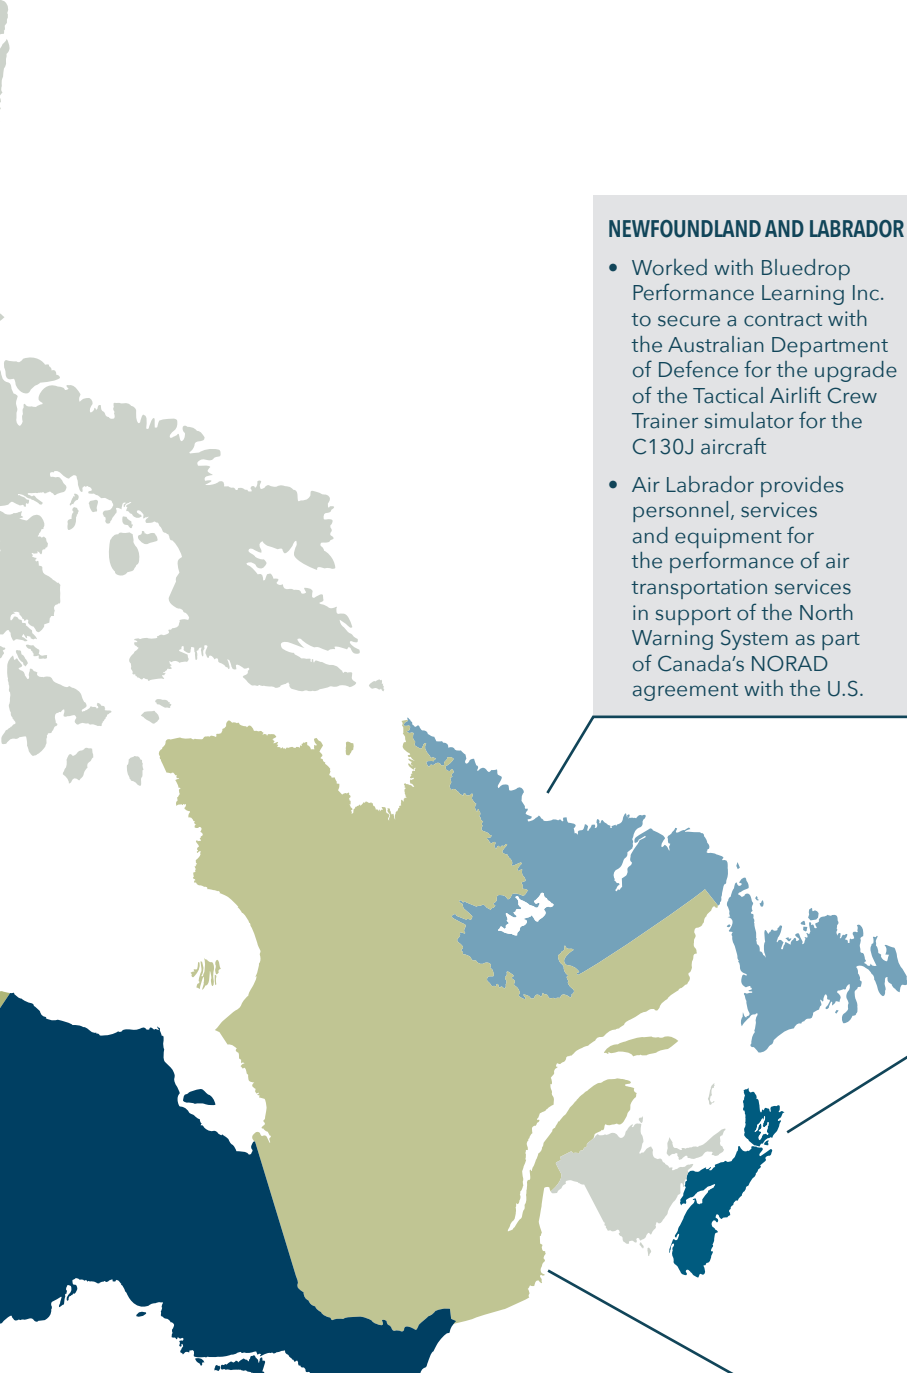 NEWFOUNDLAND AND LABRADOR
• Worked with Bluedrop
Performance Learning Inc.
to secure a contract with
the Australian Department
of Defence for the upgrade
of the Tactical Airlift Crew
Trainer simulator for the
C130J aircraft
• Air Labrador provides
personnel, services
and equipment for
the performance of air
transportation services
in support of the North
Warning System as part
of Canada’s NORAD
agreement with the U.S.